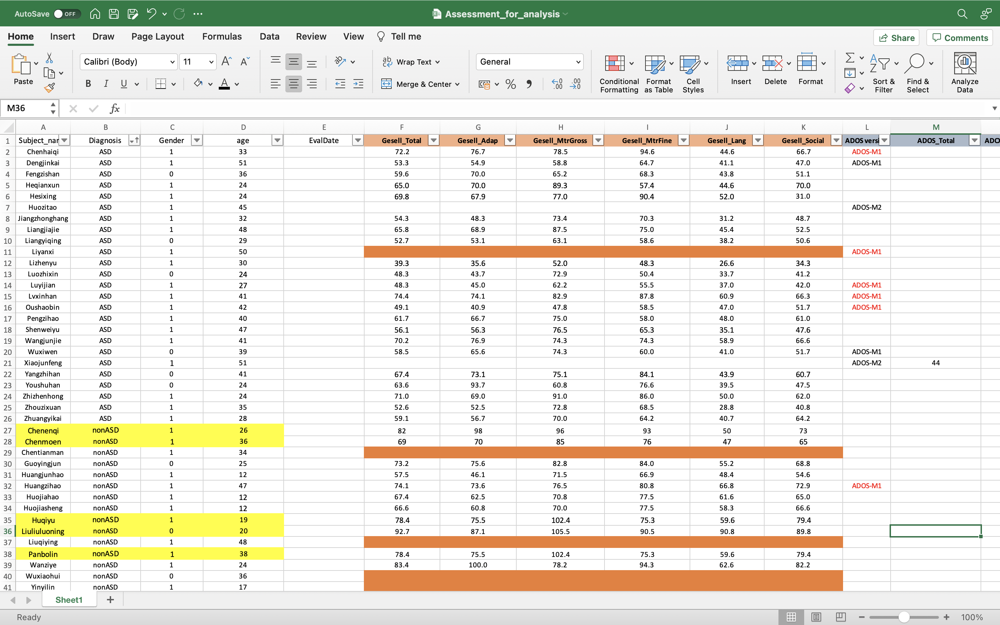 AutoSave OFF Assessment_for_analysis
Home Insert Draw Page Layout Formulas Data Review View Tell me Share Comments
Paste Calibri (Body) 11 Wrap Text General Conditional Formatting Format as Table Cell Styles Insert Delete Format Sort & Filter Find & Select Analyze Data
B I U A Merge & Center %
M36 fx
A B C D E F G H I J K L M
1 Subject_nar Diagnosis Gender age EvalDate Gesell_Total Gesell_Adap Gesell_MtrGross Gesell_MtrFine Gesell_Lang Gesell_Social ADOS versi ADOS_Total ADO
2 Chenhaiqi ASD 1 33 72.2 76.7 78.5 94.6 44.6 66.7 ADOS-M1
3 Dengjinkai ASD 1 51 53.3 54.9 58.8 64.7 41.1 47.0 ADOS-M1
4 Fengzishan ASD 0 36 59.6 70.0 65.2 68.3 43.8 51.1
5 Heqianxun ASD 1 24 65.0 70.0 89.3 57.4 44.6 70.0
6 Hesixing ASD 1 24 69.8 67.9 77.0 90.4 52.0 31.0
7 Huozitao ASD 1 45 ADOS-M2
8 Jiangzhonghang ASD 1 32 54.3 48.3 73.4 70.3 31.2 48.7
9 Liangjiajie ASD 1 48 65.8 68.9 87.5 75.0 45.4 52.5
10 Liangyiqing ASD 0 29 52.7 53.1 63.1 58.6 38.2 50.6
11 Liyanxi ASD 1 50 ADOS-M1
12 Lizhenyu ASD 1 30 39.3 35.6 52.0 48.3 26.6 34.3
13 Luozhixin ASD 0 24 48.3 43.7 72.9 50.4 33.7 41.2
14 Luyijian ASD 1 27 48.3 45.0 62.2 55.5 37.0 42.0 ADOS-M1
15 Lvxinhan ASD 1 41 74.4 74.1 82.9 87.8 60.9 66.3 ADOS-M1
16 Oushaobin ASD 1 42 49.1 40.9 47.8 58.5 47.0 51.7 ADOS-M1
17 Pengzihao ASD 1 40 61.7 66.7 75.0 58.0 48.0 61.0
18 Shenweiyu ASD 1 47 56.1 56.3 76.5 65.3 35.1 47.6
19 Wangjunjie ASD 1 41 70.2 76.9 74.3 74.3 58.9 66.6
20 Wuxiwen ASD 0 39 58.5 65.6 74.3 60.0 41.0 51.7 ADOS-M1
21 Xiaojunfeng ASD 1 51 ADOS-M2 44
22 Yangzhihan ASD 0 41 67.4 73.1 75.1 84.1 43.9 60.7
23 Youshuhan ASD 0 24 63.6 93.7 60.8 76.6 39.5 47.5
24 Zhizhenhong ASD 1 24 71.0 69.0 91.0 86.0 50.0 62.0
25 Zhouzixuan ASD 1 35 52.6 52.5 72.8 68.5 28.8 40.8
26 Zhuangyikai ASD 1 28 59.1 56.7 70.0 64.2 40.7 64.2
27 Chenenqi nonASD 1 26 82 98 96 93 50 73
28 Chenmoen nonASD 1 36 69 70 85 76 47 65
29 Chentianman nonASD 1 34
30 Guoyingjun nonASD 0 25 73.2 75.6 82.8 84.0 55.2 68.8
31 Huangjunhao nonASD 1 12 57.5 46.1 71.5 66.9 48.4 54.6
32 Huangzihao nonASD 1 47 74.1 73.6 76.5 80.8 66.8 72.9 ADOS-M1
33 Huojiahao nonASD 1 12 67.4 62.5 70.8 77.5 61.6 65.0
34 Huojiasheng nonASD 1 12 66.6 60.8 70.0 77.5 58.3 66.6
35 Huqiyu nonASD 1 19 78.4 75.5 102.4 75.3 59.6 79.4
36 Liuliuluoning nonASD 0 20 92.7 87.1 105.5 90.5 90.8 89.8
37 Liuqiying nonASD 1 48
38 Panbolin nonASD 1 38 78.4 75.5 102.4 75.3 59.6 79.4
39 Wanziye nonASD 1 24 83.4 100.0 78.2 94.3 62.6 82.2
40 Wuxiaohui nonASD 0 36
41 Yinyilin nonASD 1 17
Sheet1
Ready 100%